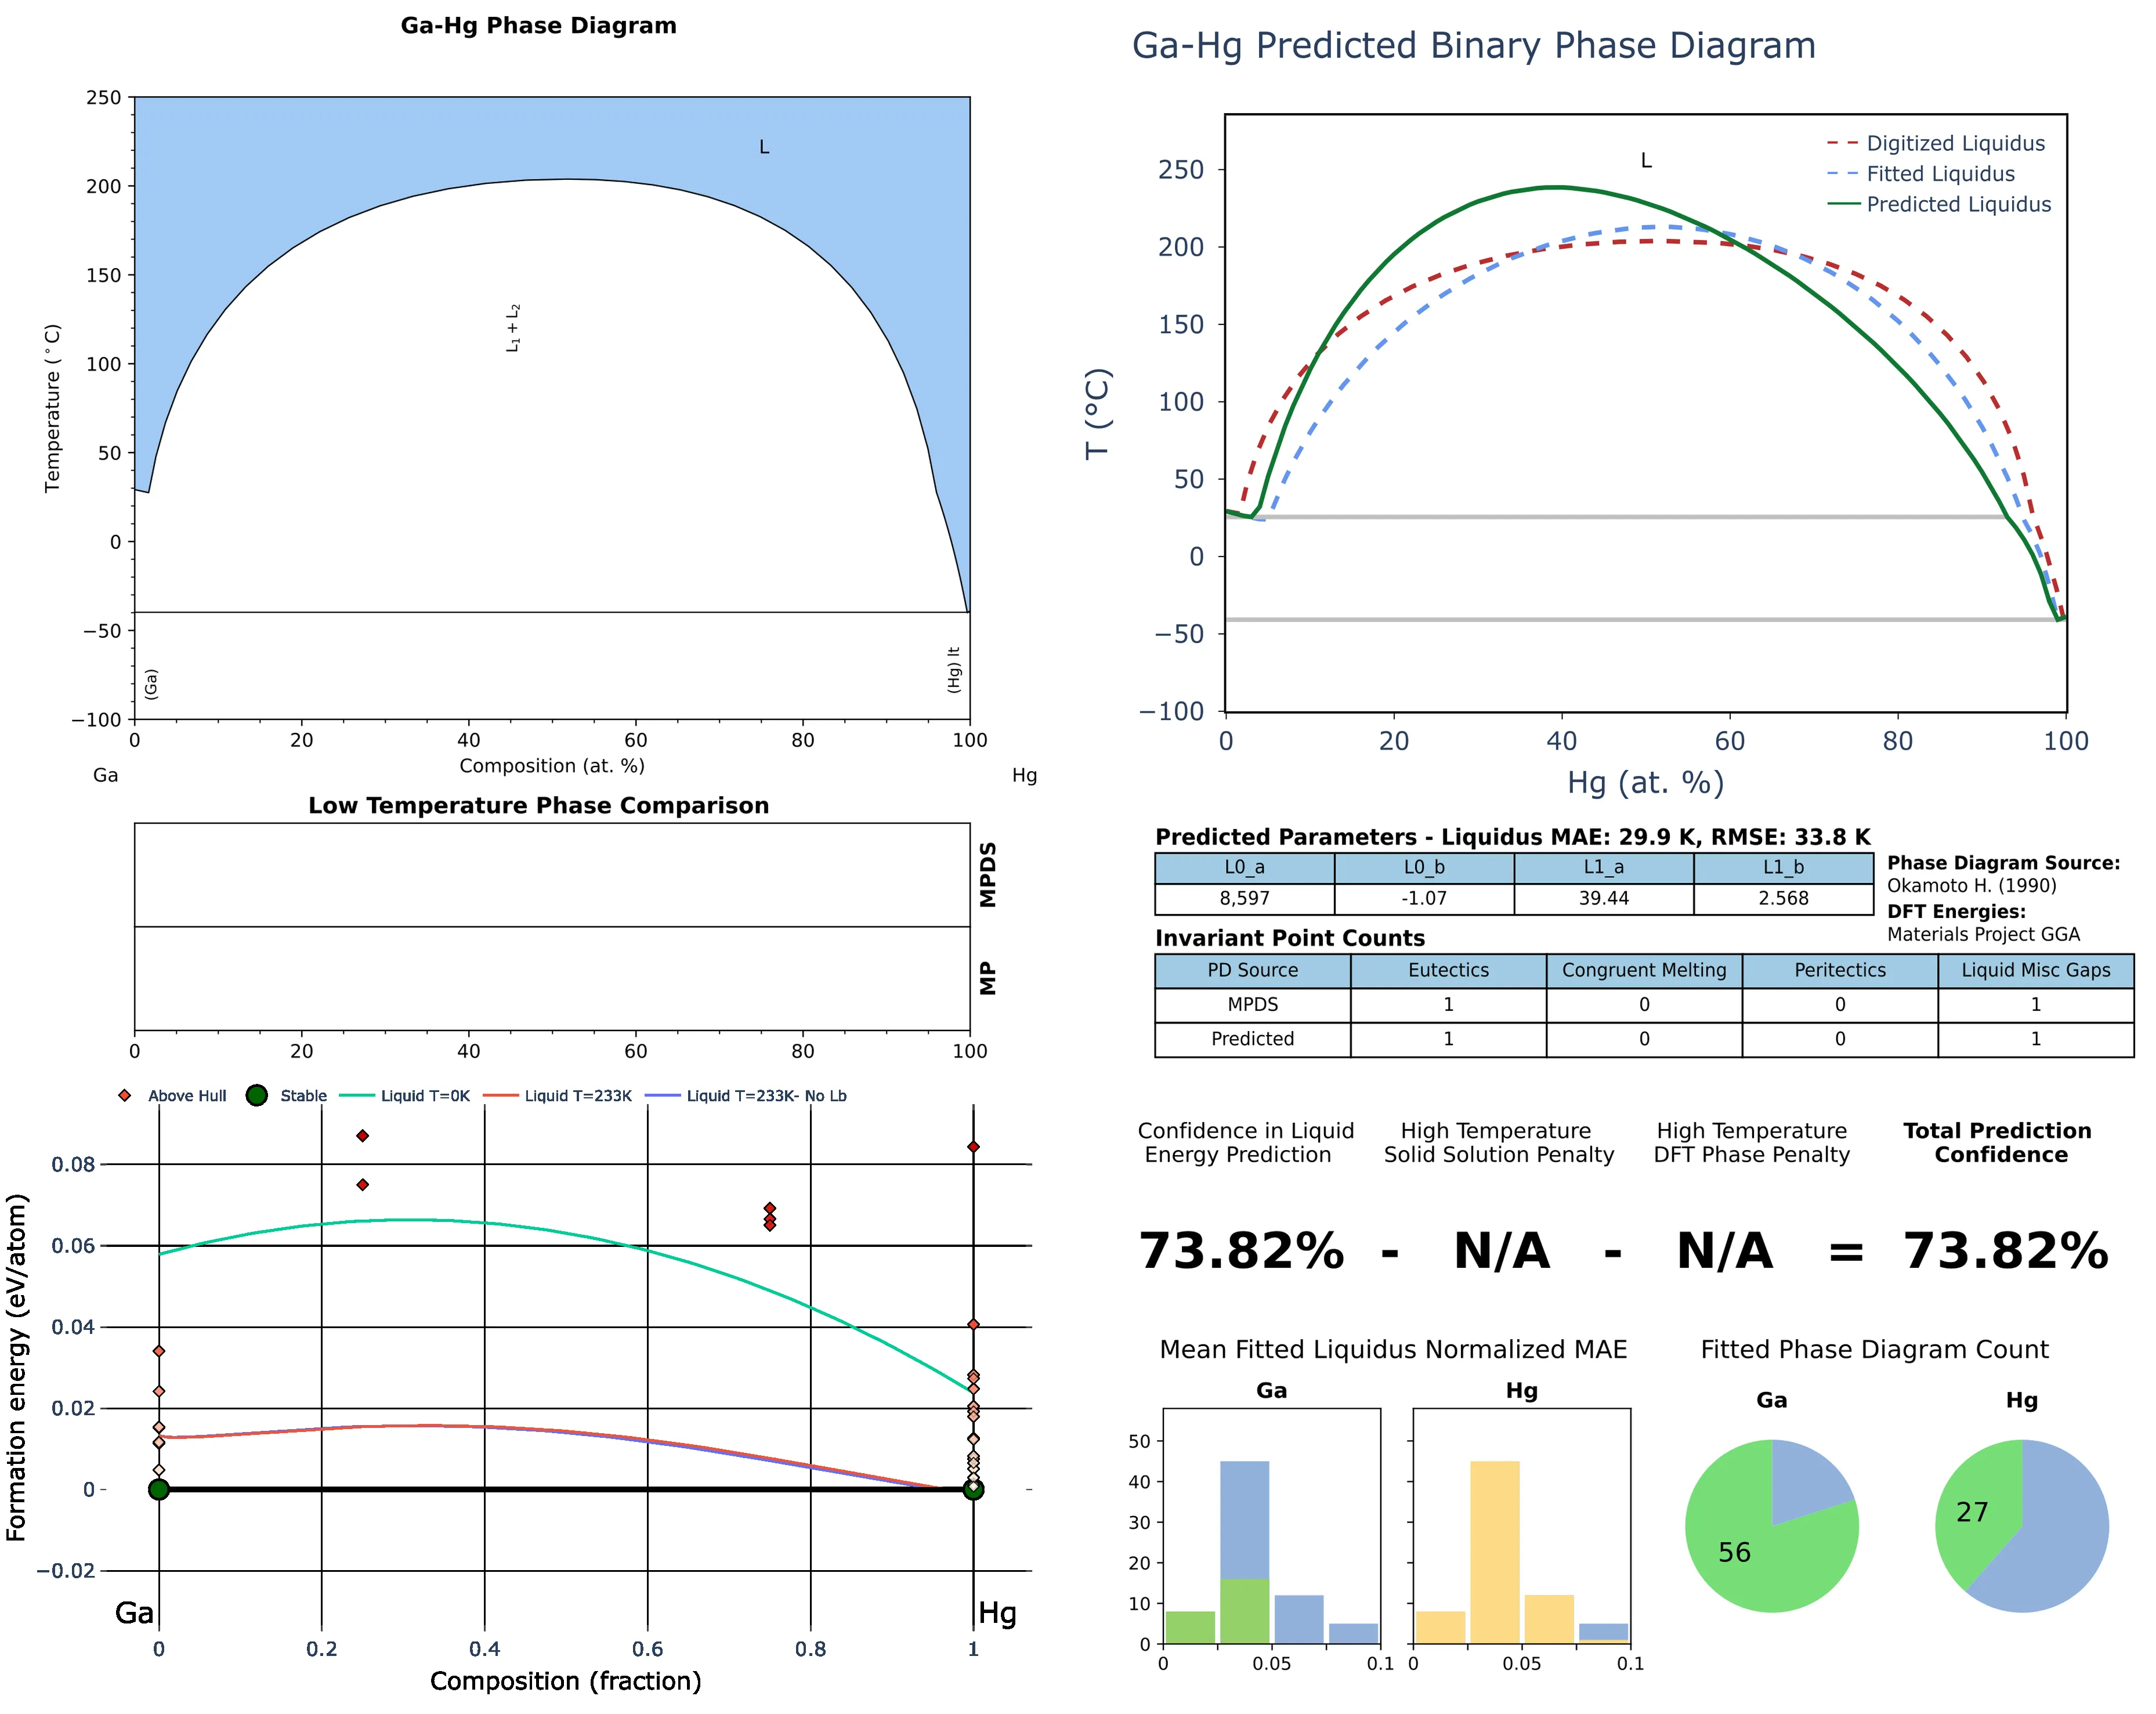 Ga-Hg Phase Diagram
250
200
150
100
50
0
−50
−100
Temperature (°C)
L
L1 + L2
(Ga)
(Hg) lt
0 20 40 60 80 100
Composition (at. %)
Ga Hg
Low Temperature Phase Comparison
MPDS
MP
0 20 40 60 80 100
Above Hull Stable Liquid T=0K Liquid T=233K Liquid T=233K- No Lb
0.08
0.06
0.04
0.02
0
−0.02
Formation energy (eV/atom)
Ga Hg
0 0.2 0.4 0.6 0.8 1
Composition (fraction)
Ga-Hg Predicted Binary Phase Diagram
L
Digitized Liquidus
Fitted Liquidus
Predicted Liquidus
250
200
150
100
50
0
−50
−100
T (°C)
0 20 40 60 80 100
Hg (at. %)
Predicted Parameters - Liquidus MAE: 29.9 K, RMSE: 33.8 K
L0_a L0_b L1_a L1_b
8,597 -1.07 39.44 2.568
Phase Diagram Source:
Okamoto H. (1990)
DFT Energies:
Materials Project GGA
Invariant Point Counts
PD Source Eutectics Congruent Melting Peritectics Liquid Misc Gaps
MPDS 1 0 0 1
Predicted 1 0 0 1
Confidence in Liquid
Energy Prediction
High Temperature
Solid Solution Penalty
High Temperature
DFT Phase Penalty
Total Prediction
Confidence
73.82% - N/A - N/A = 73.82%
Mean Fitted Liquidus Normalized MAE
Ga Hg
50
40
30
20
10
0
0 0.05 0.1 0 0.05 0.1
Fitted Phase Diagram Count
Ga Hg
56 27